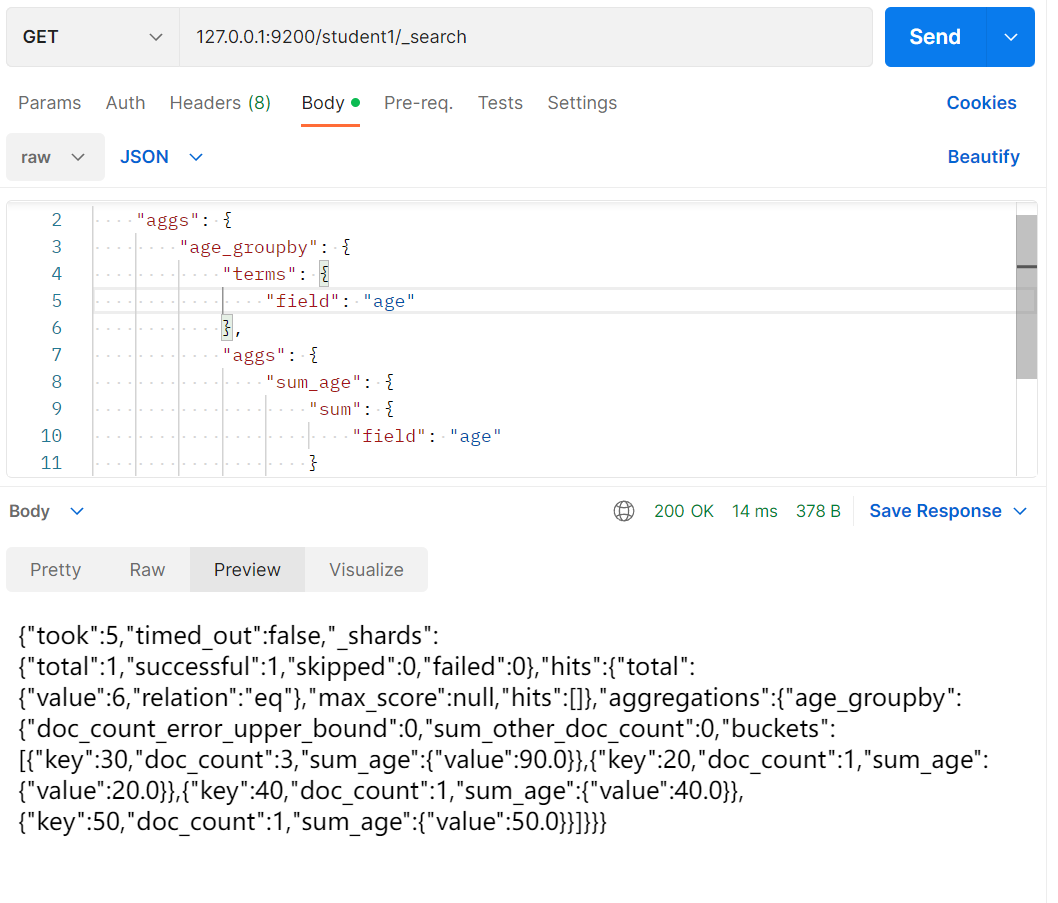 GET 127.0.0.1:9200/student1/_search Send
Params Auth Headers (8) Body Pre-req. Tests Settings Cookies
raw JSON Beautify
2 "aggs": {
3 "age_groupby": {
4 "terms": {
5 "field": "age"
6 },
7 "aggs": {
8 "sum_age": {
9 "sum": {
10 "field": "age"
11 }
Body 200 OK 14 ms 378 B Save Response
Pretty Raw Preview Visualize
{"took":5,"timed_out":false,"_shards":
{"total":1,"successful":1,"skipped":0,"failed":0},"hits":{"total":
{"value":6,"relation":"eq"},"max_score":null,"hits":[]},"aggregations":{"age_groupby":
{"doc_count_error_upper_bound":0,"sum_other_doc_count":0,"buckets":
[{"key":30,"doc_count":3,"sum_age":{"value":90.0}},{"key":20,"doc_count":1,"sum_age":
{"value":20.0}},{"key":40,"doc_count":1,"sum_age":{"value":40.0}},
{"key":50,"doc_count":1,"sum_age":{"value":50.0}}]}}}